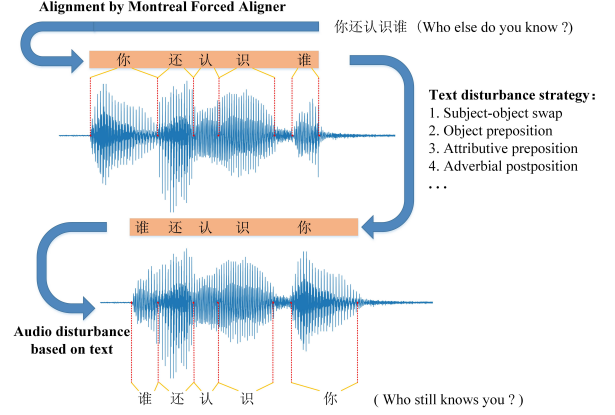 Alignment by Montreal Forced Aligner
你还认识谁 (Who else do you know ?)
你 还 认 识 谁
Text disturbance strategy：
1. Subject-object swap
2. Object preposition
3. Attributive preposition
4. Adverbial postposition
. . .
谁 还 认 识 你
Audio disturbance
based on text
谁 还 认 识 你 ( Who still knows you ? )